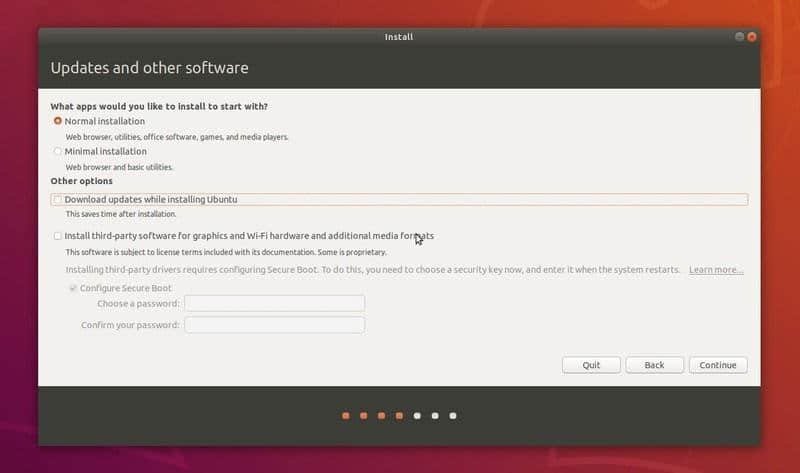 Install
Updates and other software
What apps would you like to install to start with?
Normal installation
Web browser, utilities, office software, games, and media players.
Minimal installation
Web browser and basic utilities.
Other options
Download updates while installing Ubuntu
This saves time after installation.
Install third-party software for graphics and Wi-Fi hardware and additional media formats
This software is subject to license terms included with its documentation. Some is proprietary.
Installing third-party drivers requires configuring Secure Boot. To do this, you need to choose a security key now, and enter it when the system restarts. Learn more...
Configure Secure Boot
Choose a password:
Confirm your password:
Quit Back Continue